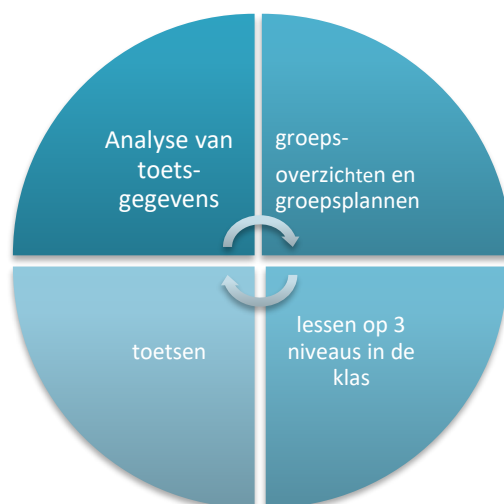 Analyse van
toets-
gegevens
groeps-
overzichten en
groepsplannen
lessen op 3
niveaus in de
klas
toetsen